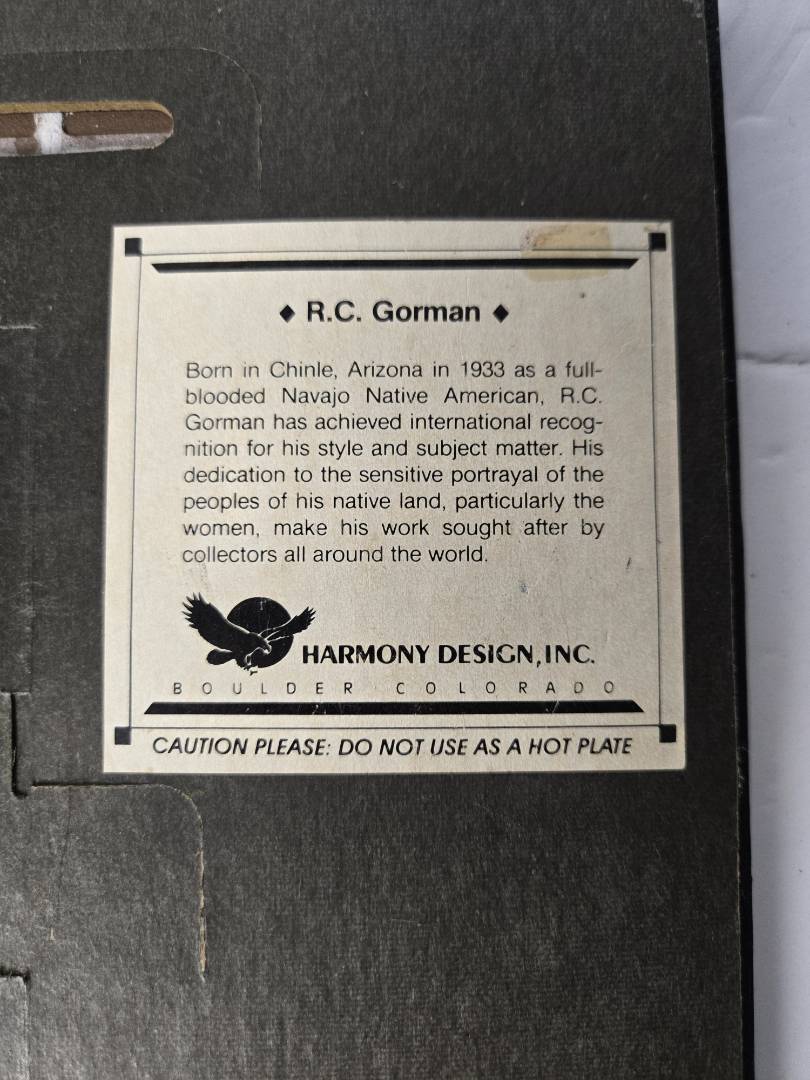 ♦ R.C. Gorman ♦
Born in Chinle, Arizona in 1933 as a full-
blooded Navajo Native American, R.C.
Gorman has achieved international recog-
nition for his style and subject matter. His
dedication to the sensitive portrayal of the
peoples of his native land, particularly the
women, make his work sought after by
collectors all around the world.
HARMONY DESIGN, INC.
BOULDER COLORADO
CAUTION PLEASE: DO NOT USE AS A HOT PLATE